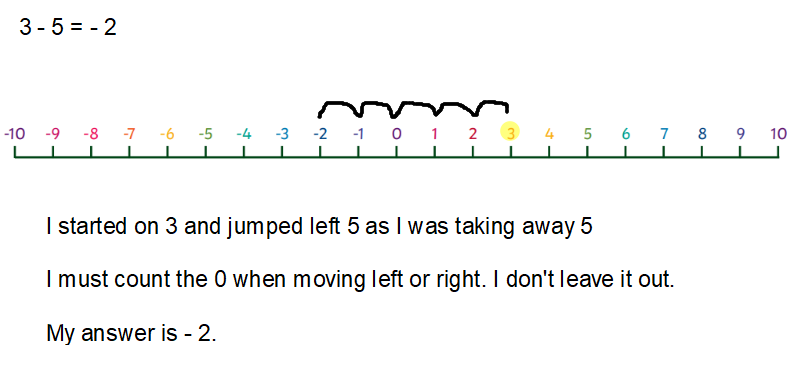 3 - 5 = - 2
-10 -9 -8 -7 -6 -5 -4 -3 -2 -1 0 1 2 3 4 5 6 7 8 9 10
I started on 3 and jumped left 5 as I was taking away 5
I must count the 0 when moving left or right. I don't leave it out.
My answer is - 2.